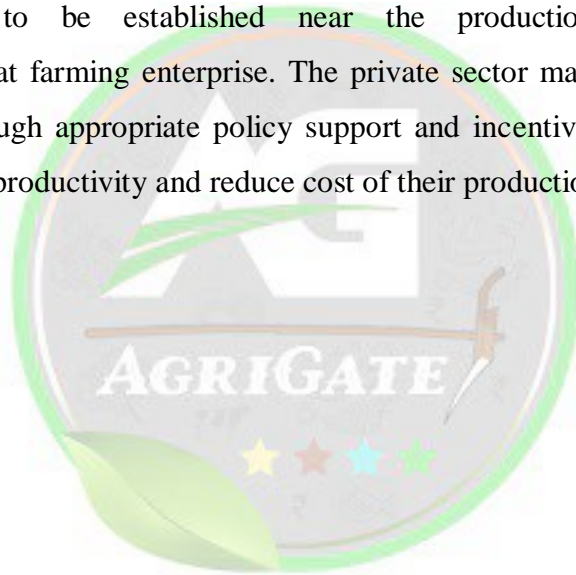 to be established near the productio
at farming enterprise. The private sector ma
ugh appropriate policy support and incentiv
productivity and reduce cost of their productio
AG
AGRIGATE